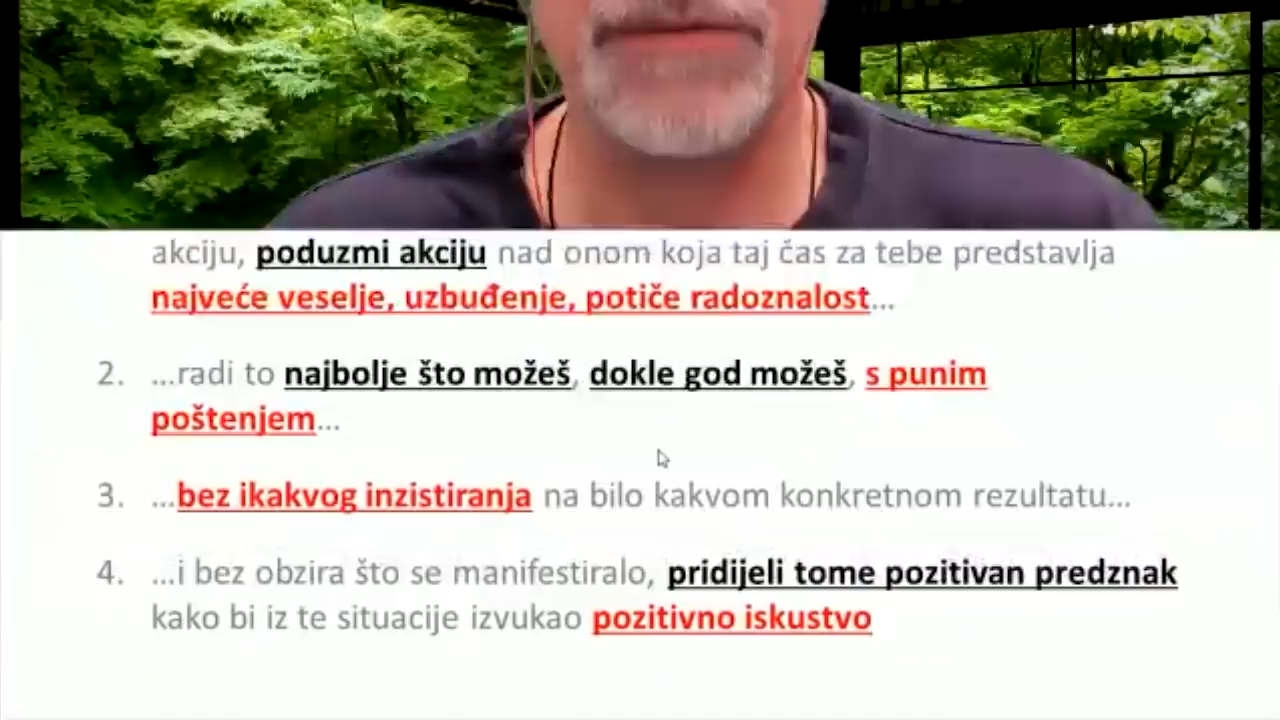 akciju, poduzmi akciju nad onom koja taj čas za tebe predstavlja
najveće veselje, uzbuđenje, potiče radoznalost...
2. ...radi to najbolje što možeš, dokle god možeš, s punim
poštenjem...
3. ...bez ikakvog inzistiranja na bilo kakvom konkretnom rezultatu...
4. ...i bez obzira što se manifestiralo, pridijeli tome pozitivan predznak
kako bi iz te situacije izvukao pozitivno iskustvo